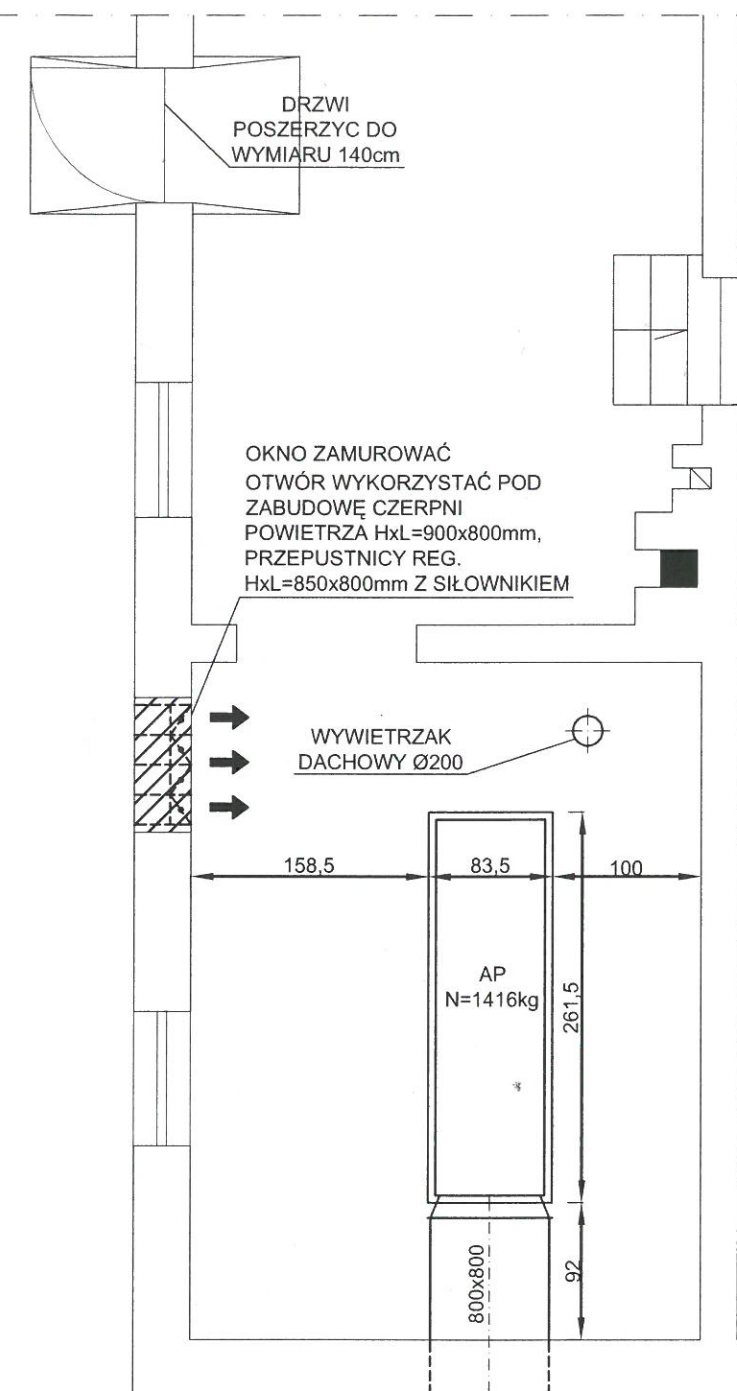 DRZWI
POSZERZYC DO
WYMIARU 140cm
OKNO ZAMUROWAĆ
OTWÓR WYKORZYSTAĆ POD
ZABUDOWĘ CZERPNI
POWIETRZA HxL=900x800mm,
PRZEPUSTNICY REG.
HxL=850x800mm Z SIŁOWNIKIEM
WYWIETRZAK
DACHOWY Ø200
158,5
83,5
100
AP
N=1416kg
261,5
800x800
92